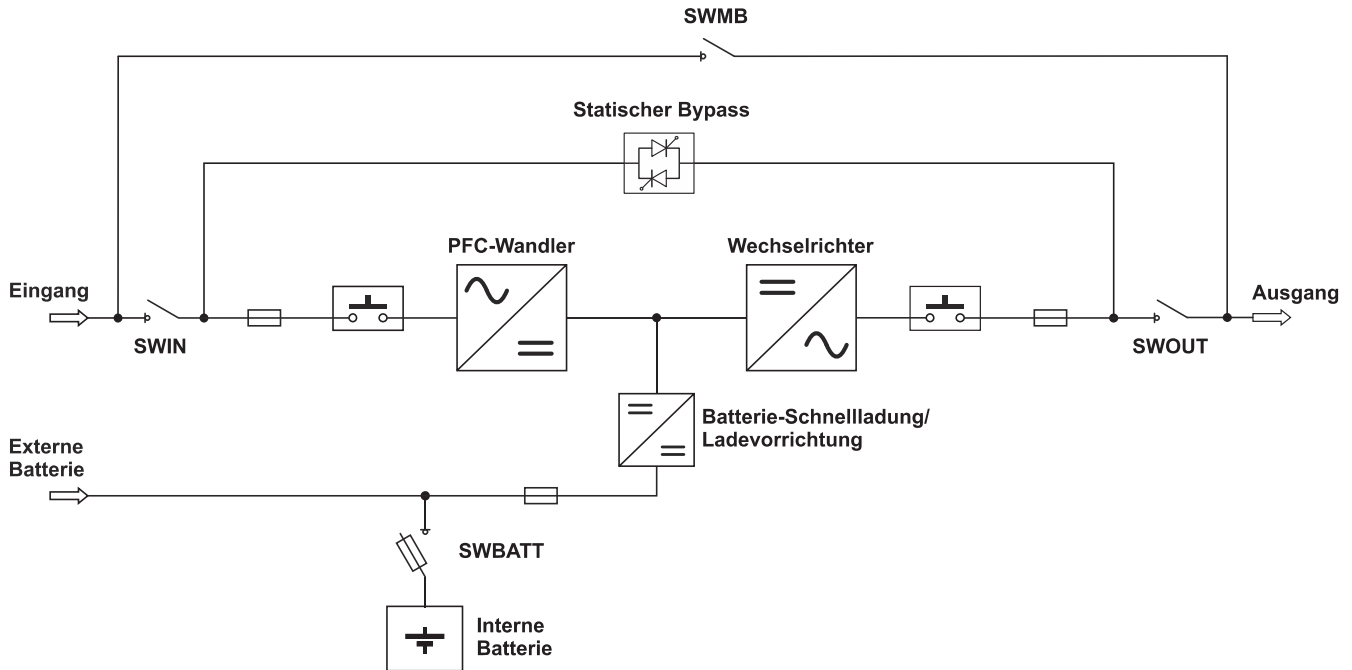 SWMB
Statischer Bypass
PFC-Wandler
Wechselrichter
Eingang
Ausgang
SWIN
SWOUT
Batterie-Schnellladung/
Ladevorrichtung
Externe
Batterie
SWBATT
Interne
Batterie